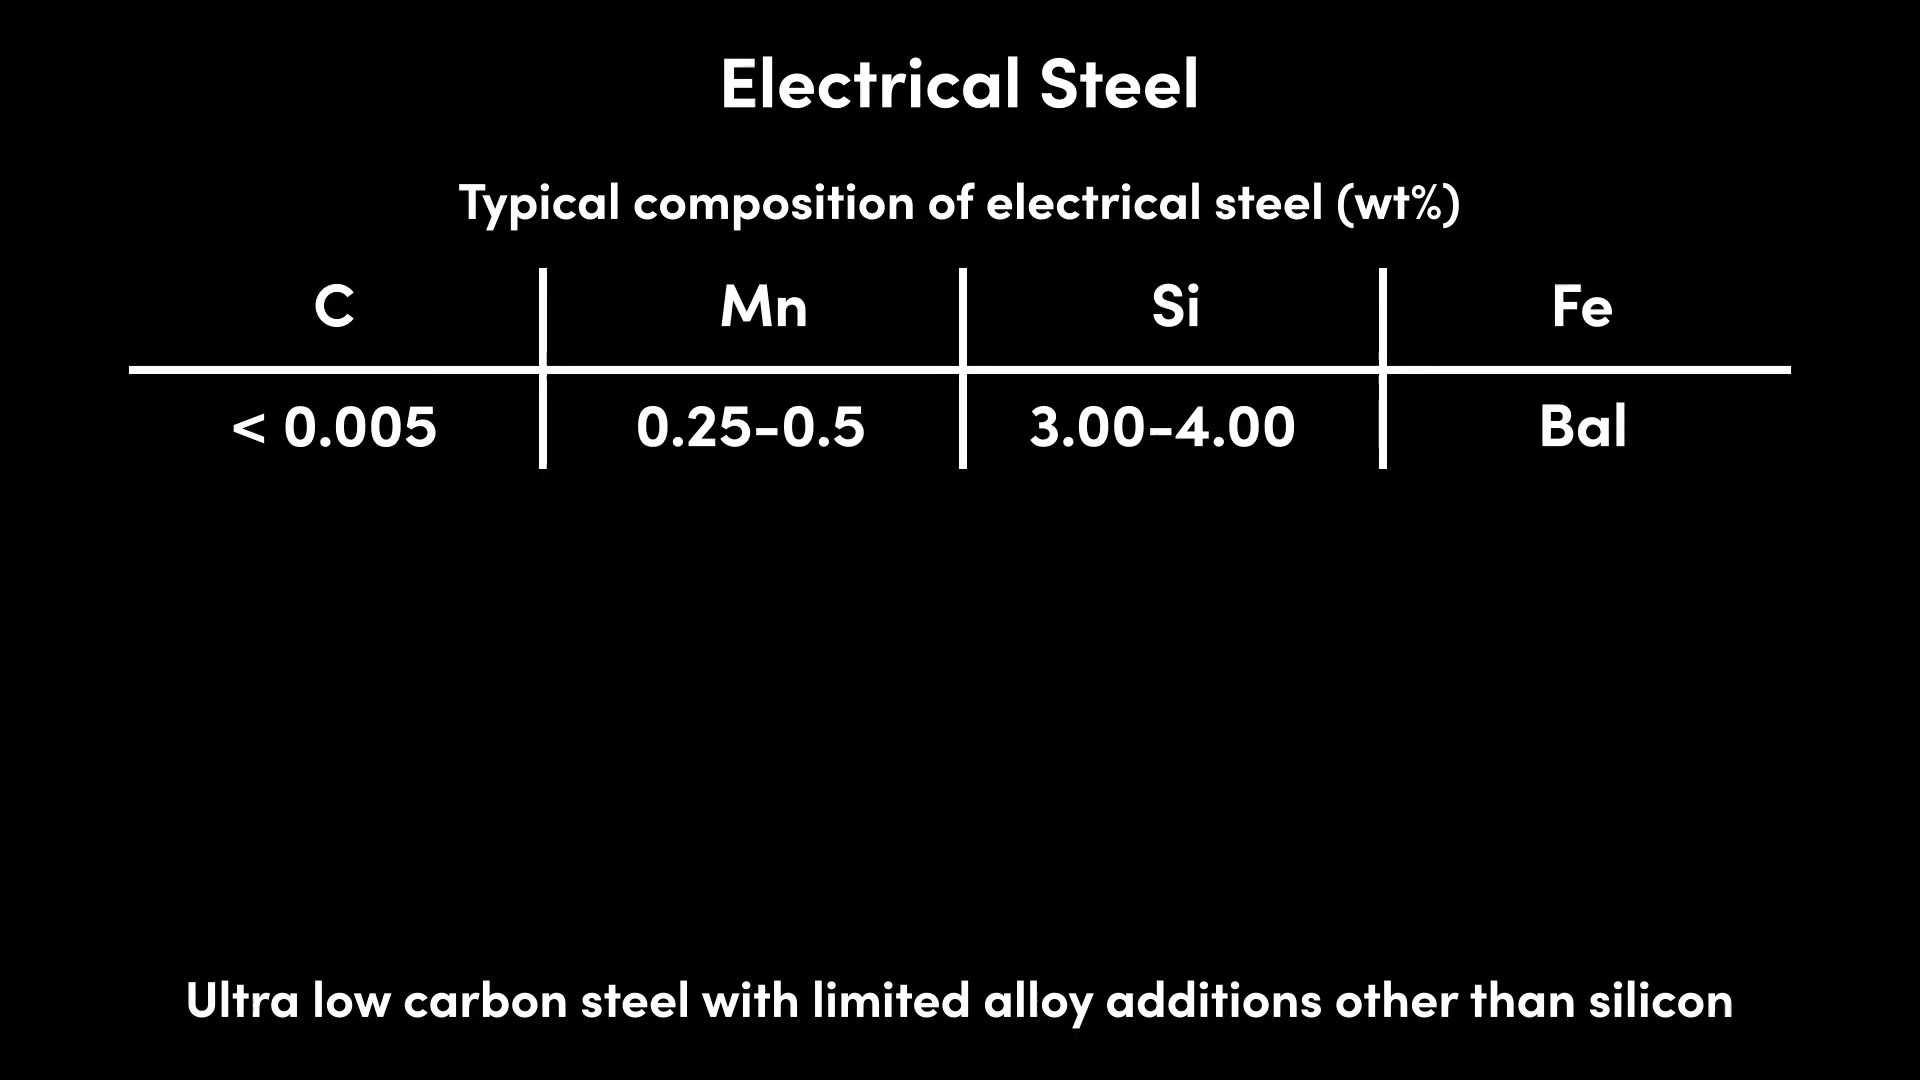 Electrical Steel
Typical composition of electrical steel (wt%)
C Mn Si Fe
< 0.005 0.25-0.5 3.00-4.00 Bal
Ultra low carbon steel with limited alloy additions other than silicon